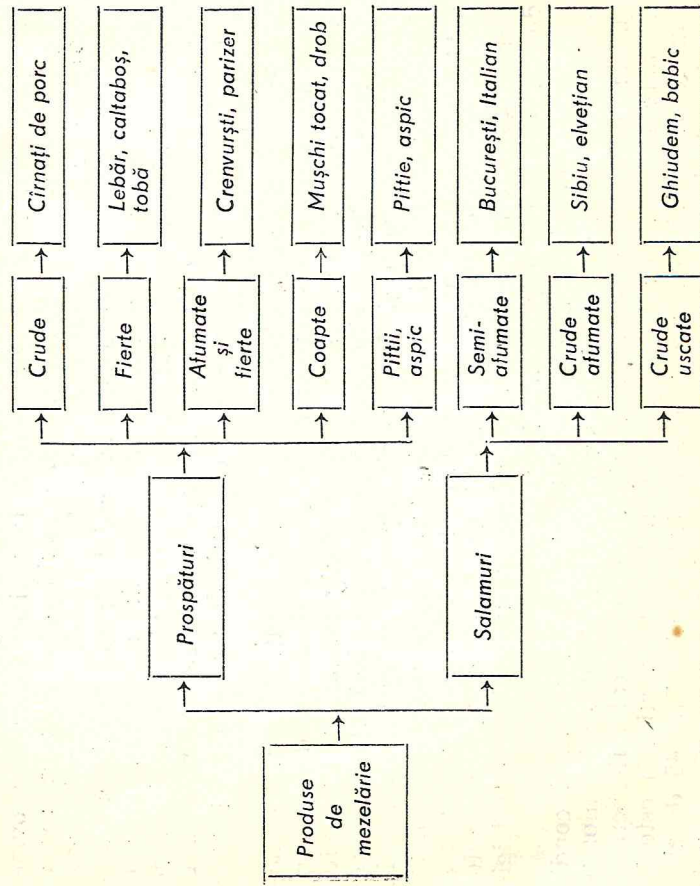 Produse
de
mezelărie
Prospături
Salamuri
Crude
Fierte
Afumate
și
fierte
Coapte
Piftii,
aspic
Semi-
afumate
Crude
afumate
Crude
uscate
Cîrnați de porc
Lebăr, caltaboș,
tobă
Crenvurști, parizer
Mușchi tocat, drob
Piftie, aspic
București, Italian
Sibiu, elvețian
Ghiudem, babic